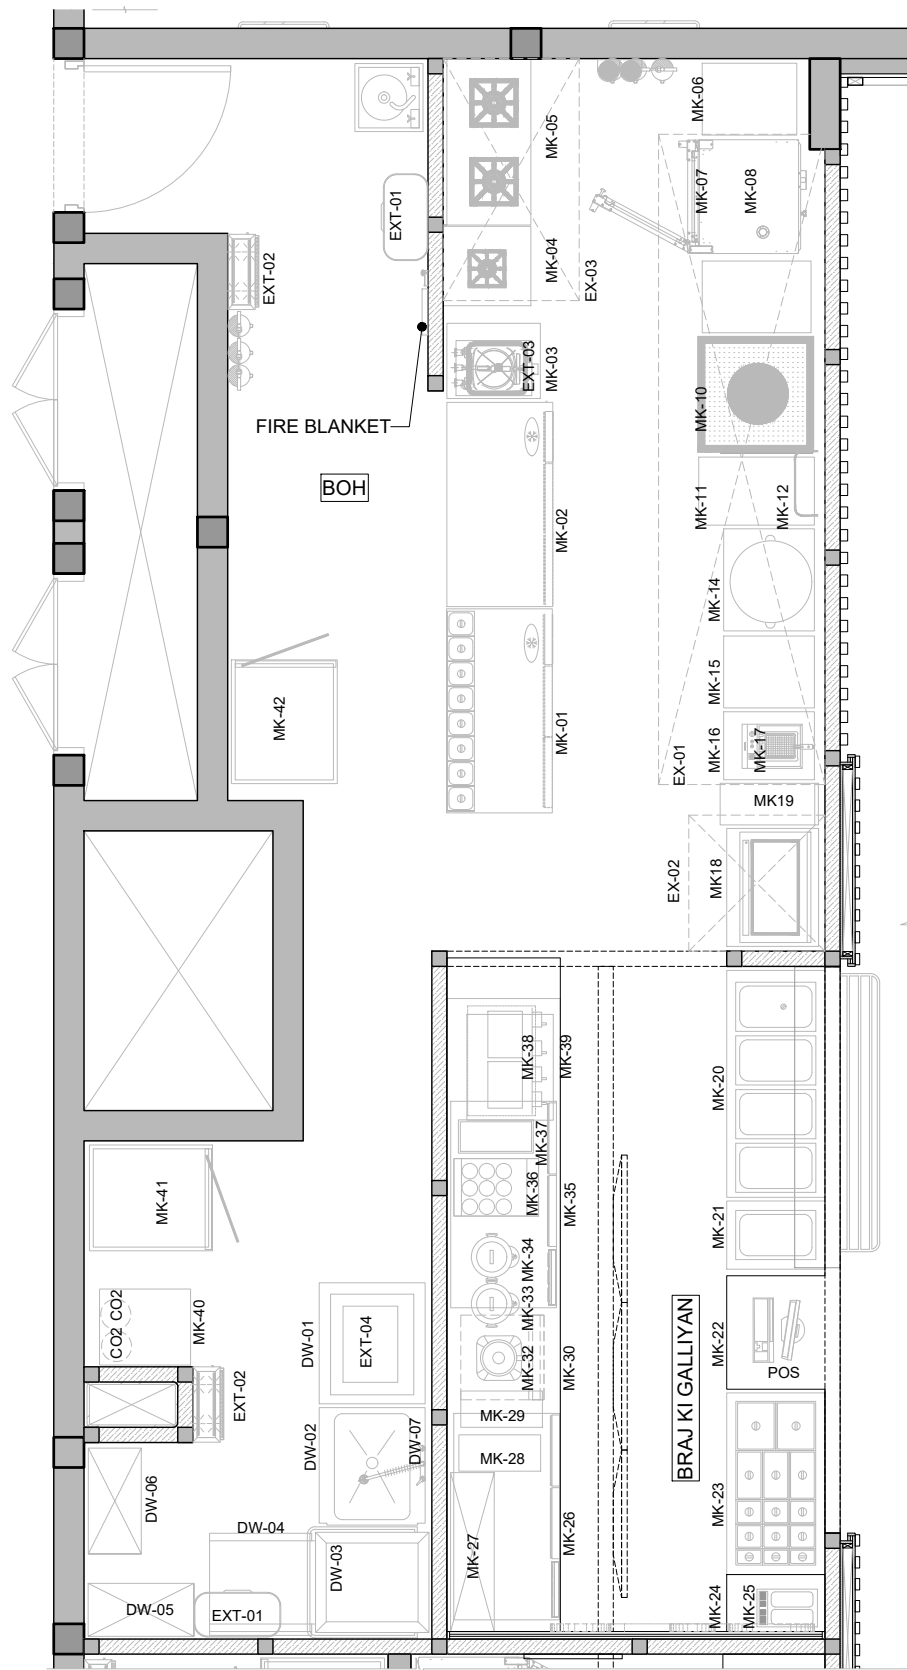 MK-06
MK-05
MK-07
MK-08
EXT-01
MK-04
EXT-02
EX-03
EXT-03
MK-03
MK-10
FIRE BLANKET
BOH
MK-11
MK-12
MK-02
MK-14
MK-15
MK-42
MK-01
MK-16
MK-17
EX-01
MK19
EX-02
MK18
MK-38
MK-39
MK-20
MK-37
MK-36
MK-35
MK-41
MK-21
MK-34
MK-33
CO2 CO2
MK-40
DW-01
EXT-04
MK-32
MK-30
BRAJ KI GALLIYAN
MK-22
POS
EXT-02
MK-29
DW-02
DW-07
MK-28
MK-23
DW-06
DW-04
MK-26
MK-27
DW-03
DW-05
EXT-01
MK-24
MK-25